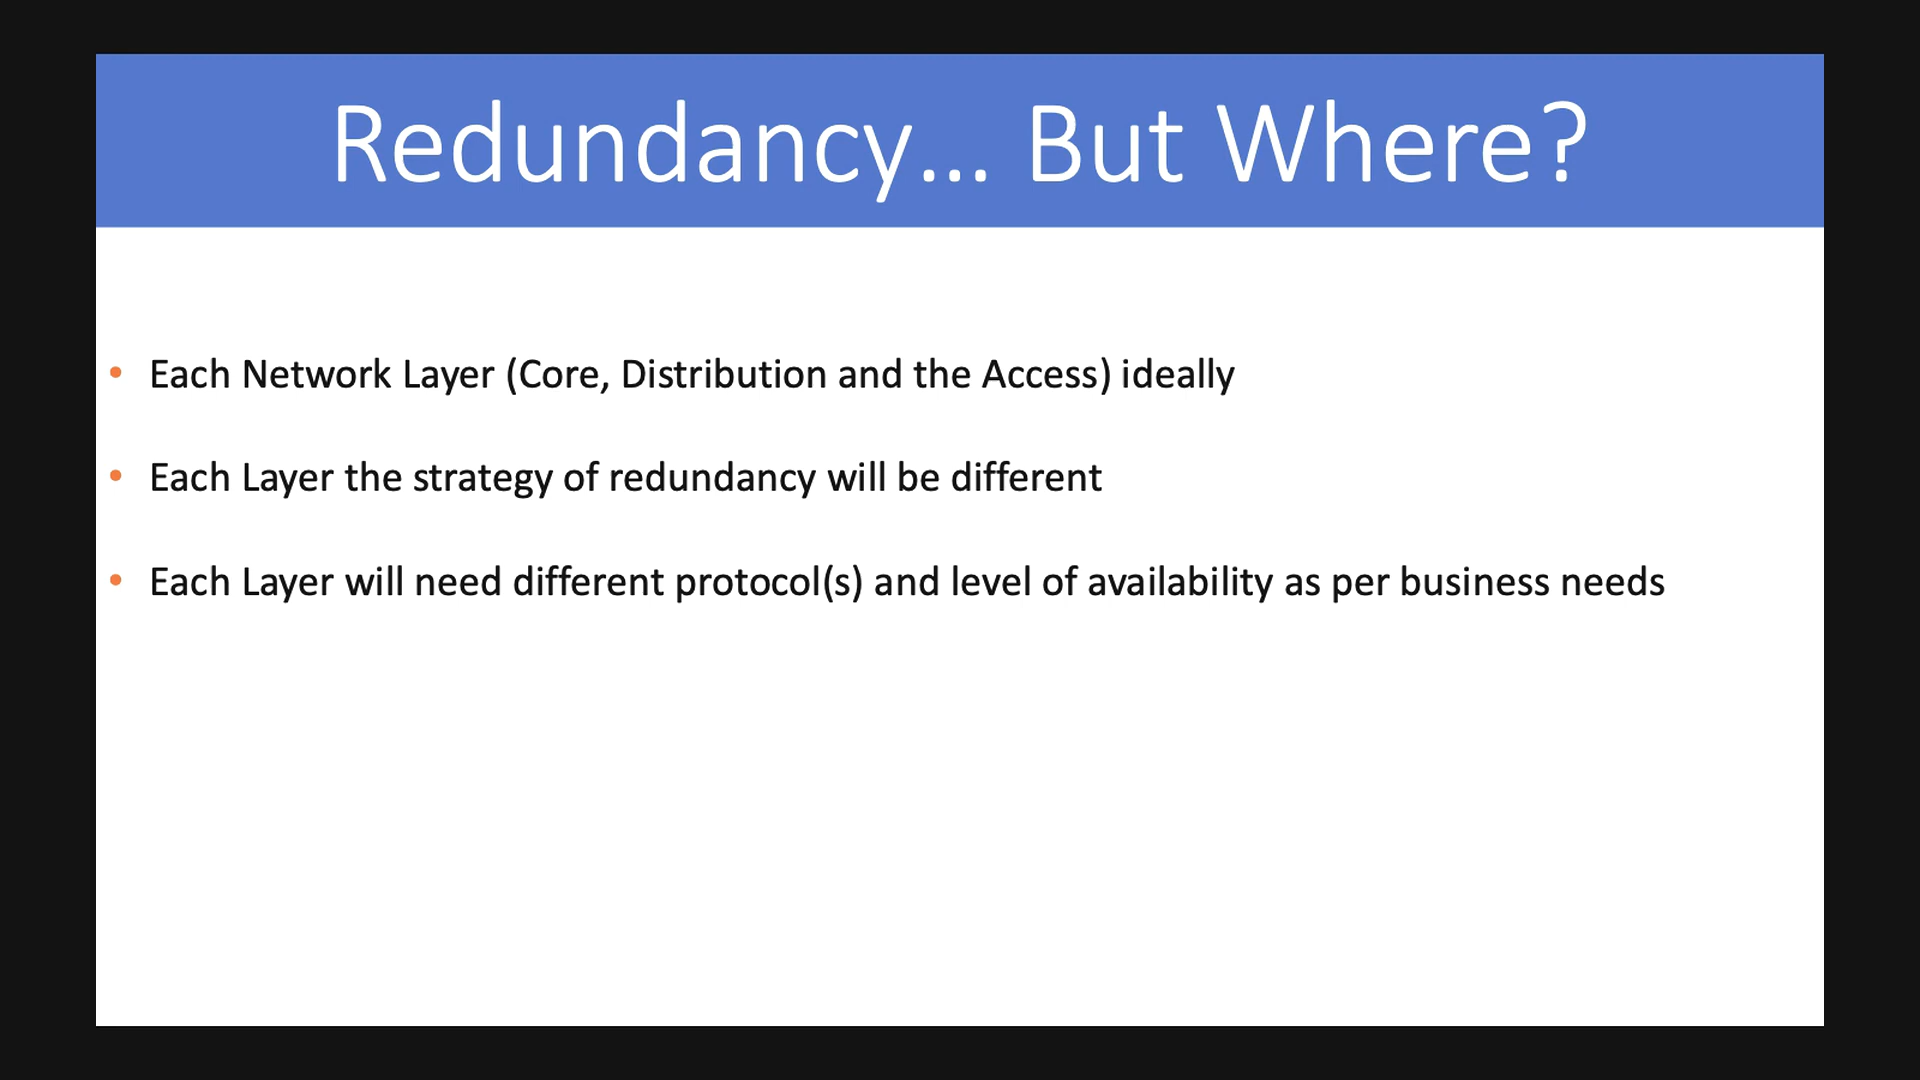 Redundancy... But Where?
• Each Network Layer (Core, Distribution and the Access) ideally
• Each Layer the strategy of redundancy will be different
• Each Layer will need different protocol(s) and level of availability as per business needs